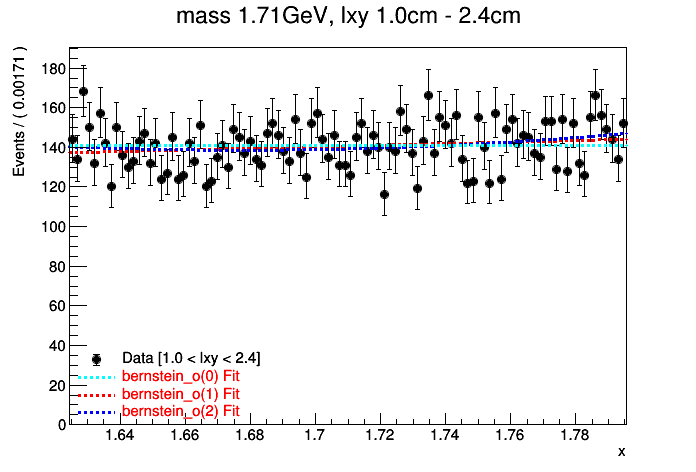 mass 1.71GeV, lxy 1.0cm - 2.4cm
Events / ( 0.00171 )
180
160
140
120
100
80
60
40
20
0
Data [1.0 < lxy < 2.4]
bernstein_o(0) Fit
bernstein_o(1) Fit
bernstein_o(2) Fit
1.64 1.66 1.68 1.7 1.72 1.74 1.76 1.78
x